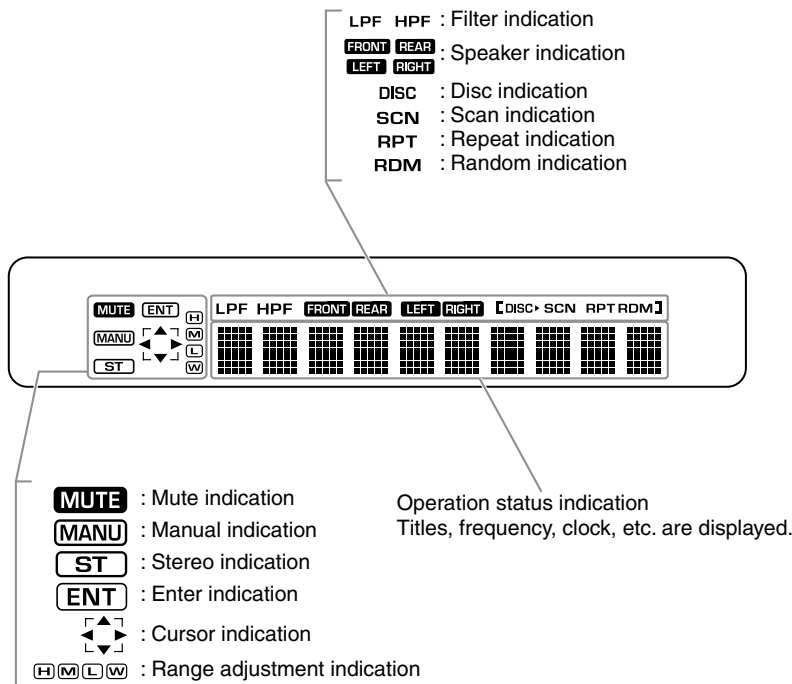 LPF HPF : Filter indication
FRONT REAR
LEFT RIGHT : Speaker indication
DISC : Disc indication
SCN : Scan indication
RPT : Repeat indication
RDM : Random indication
MUTE ENT H LPF HPF FRONT REAR LEFT RIGHT [DISC SCN RPT RDM]
MANU M
L
ST W
MUTE : Mute indication
MANU : Manual indication
ST : Stereo indication
ENT : Enter indication
: Cursor indication
H M L W : Range adjustment indication
Operation status indication
Titles, frequency, clock, etc. are displayed.